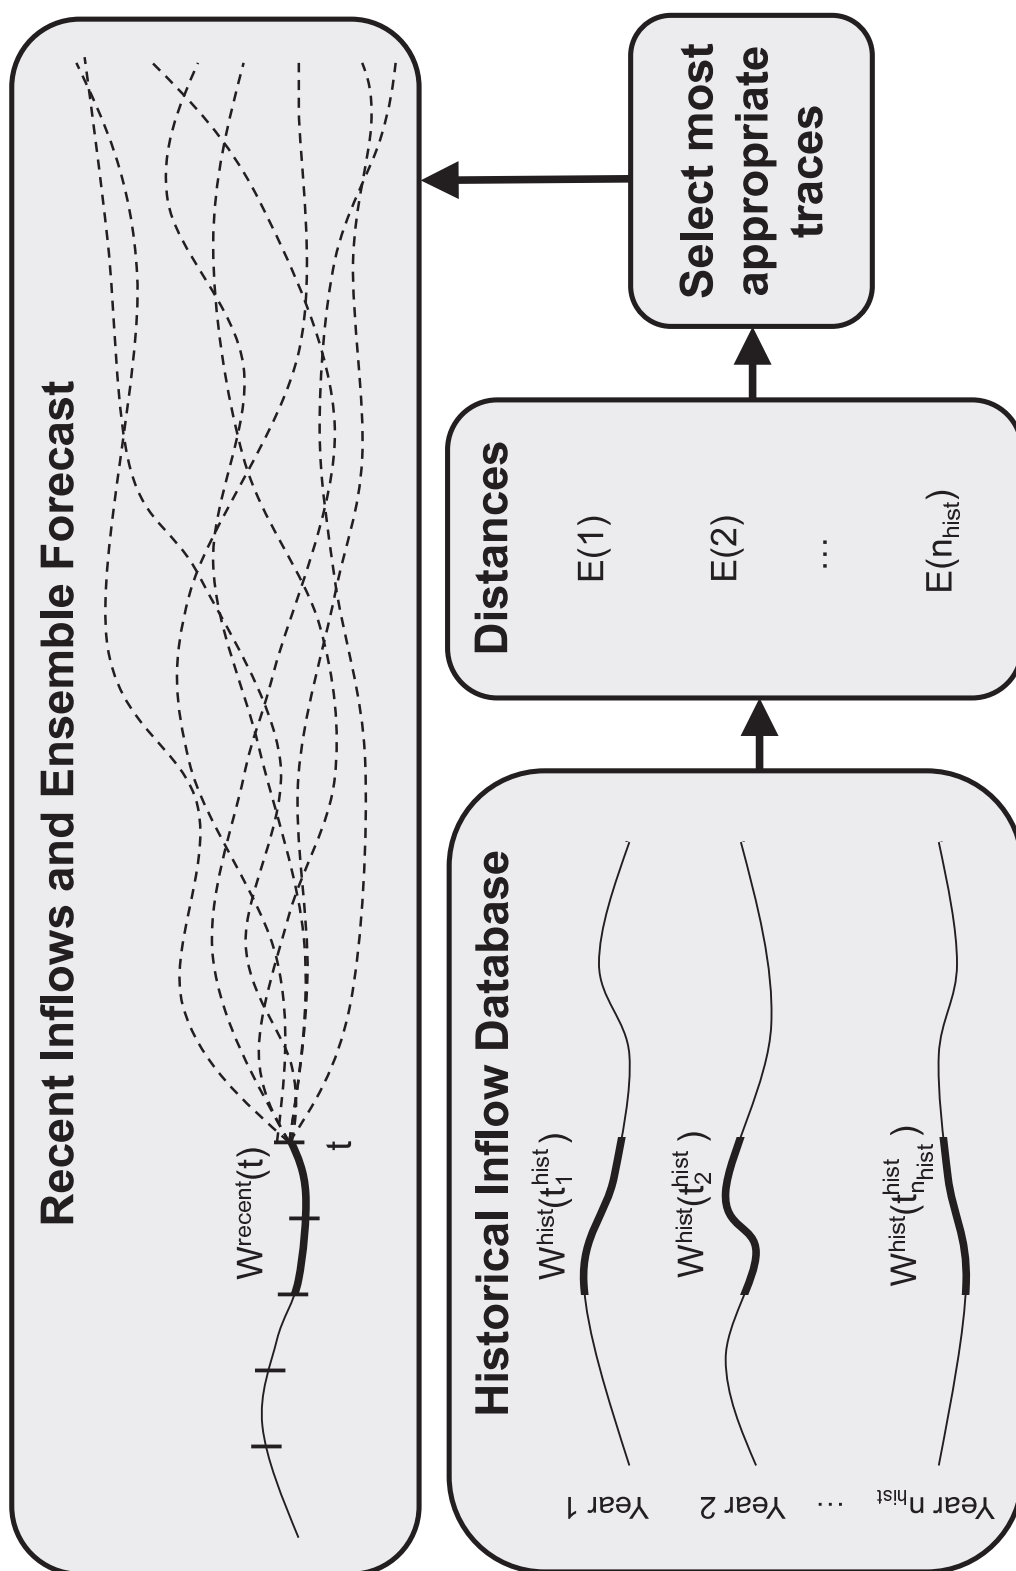 Recent Inflows and Ensemble Forecast
W^recent(t)
t
Historical Inflow Database
Year 1
W^hist(t_1^hist)
Year 2
W^hist(t_2^hist)
...
Year n_hist
W^hist(t_n_hist^hist)
Distances
E(1)
E(2)
...
E(n_hist)
Select most
appropriate
traces